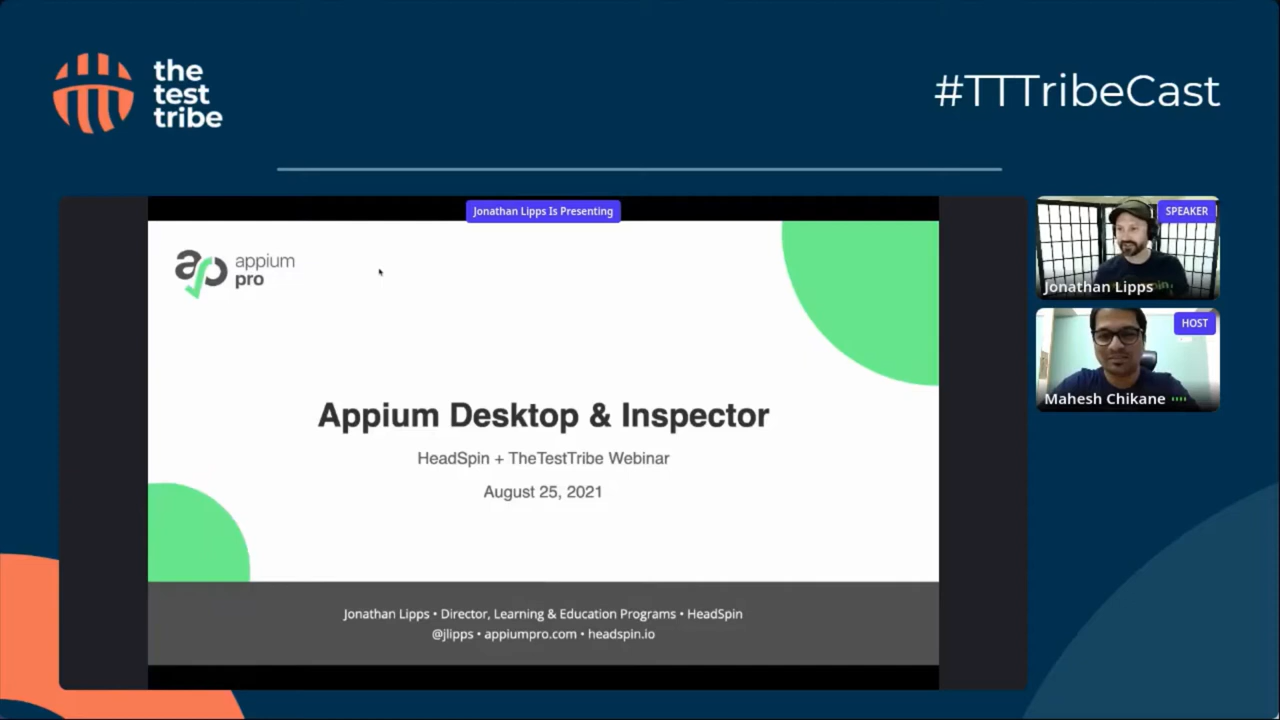 the
test
tribe
#TTTribeCast
Jonathan Lipps Is Presenting
appium
pro
Appium Desktop & Inspector
HeadSpin + TheTestTribe Webinar
August 25, 2021
Jonathan Lipps • Director, Learning & Education Programs • HeadSpin
@jlipps • appiumpro.com • headspin.io
SPEAKER
Jonathan Lipps
HOST
Mahesh Chikane